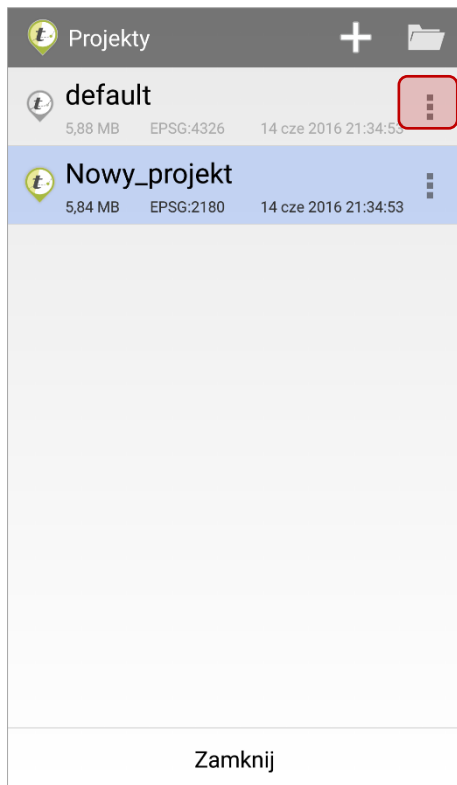 Projekty
default
5,88 MB EPSG:4326 14 cze 2016 21:34:53
Nowy_projekt
5,84 MB EPSG:2180 14 cze 2016 21:34:53
Zamknij